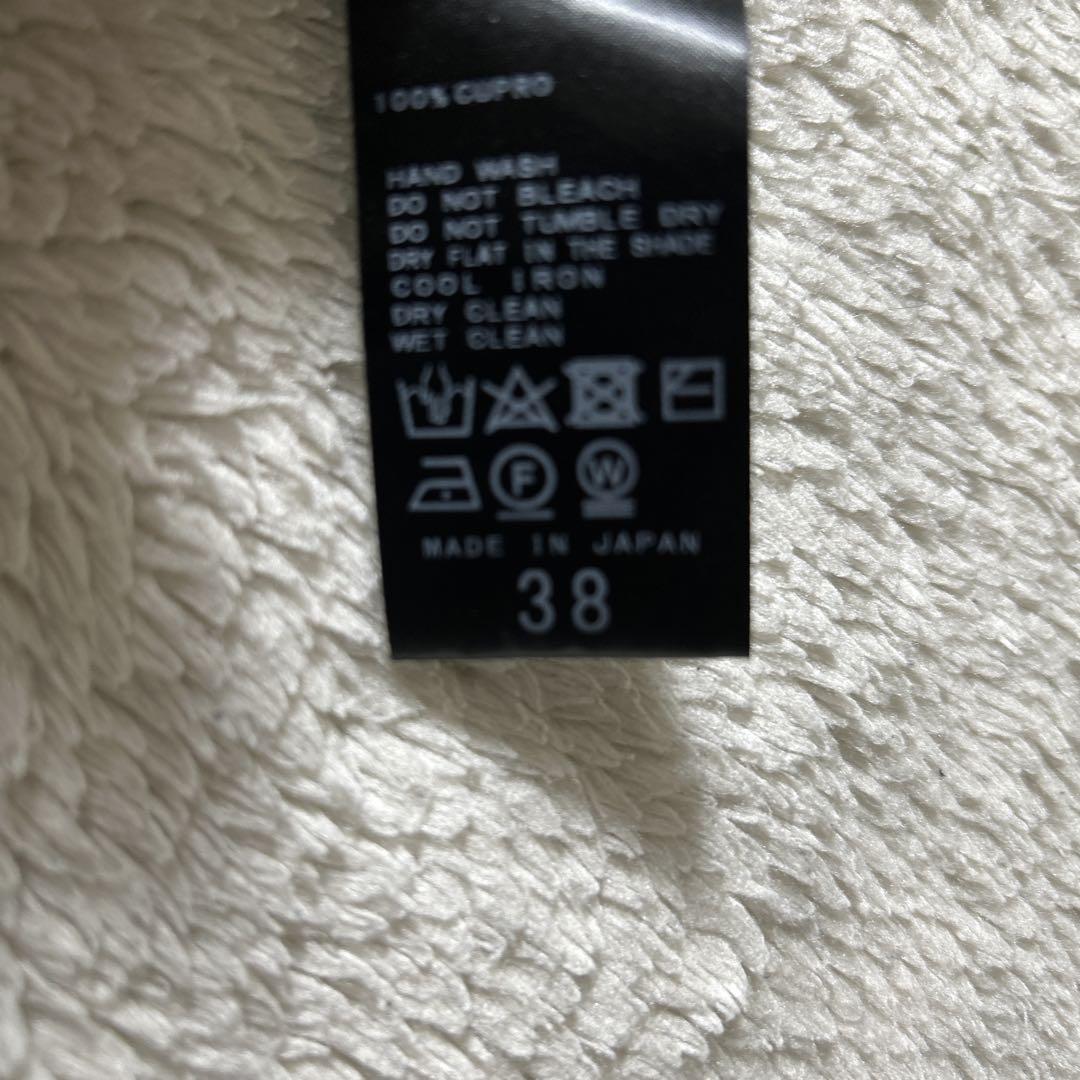 100% CUPRO
HAND WASH
DO NOT BLEACH
DO NOT TUMBLE DRY
DRY FLAT IN THE SHADE
COOL IRON
DRY CLEAN
WET CLEAN
F W
MADE IN JAPAN
38